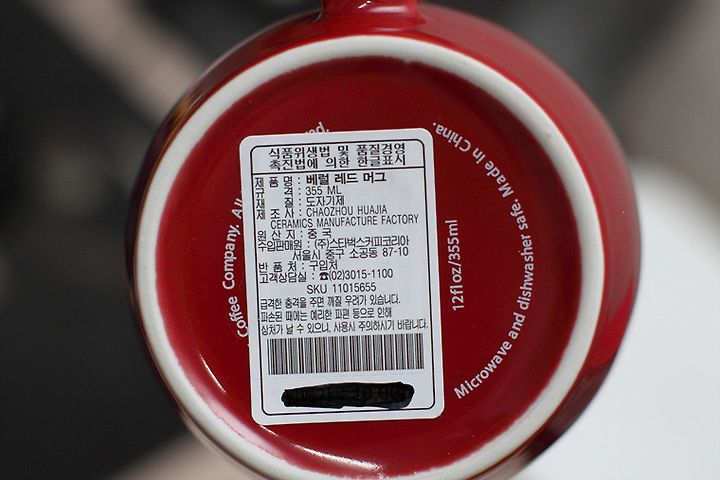 식품위생법 및 품질경영
촉진법에 의한 한글표시
제 품 명 : 베럴 레드 머그
규 격 : 355 ML
재 질 : 도자기제
제 조 사 : CHAOZHOU HUAJIA
CERAMICS MANUFACTURE FACTORY
원 산 지 : 중 국
수입판매원 : (주)스타벅스커피코리아
서울시 중구 소공동 87-10
반 품 처 : 구입처
고객상담실 : ☎(02)3015-1100
SKU 11015655
급격한 충격을 주면 깨질 우려가 있습니다.
파손된 때에는 예리한 파편 등으로 인해
상처가 날 수 있으니, 사용시 주의하시기 바랍니다.
Coffee Company. All
12floz/355ml
Microwave and dishwasher safe. Made in China.